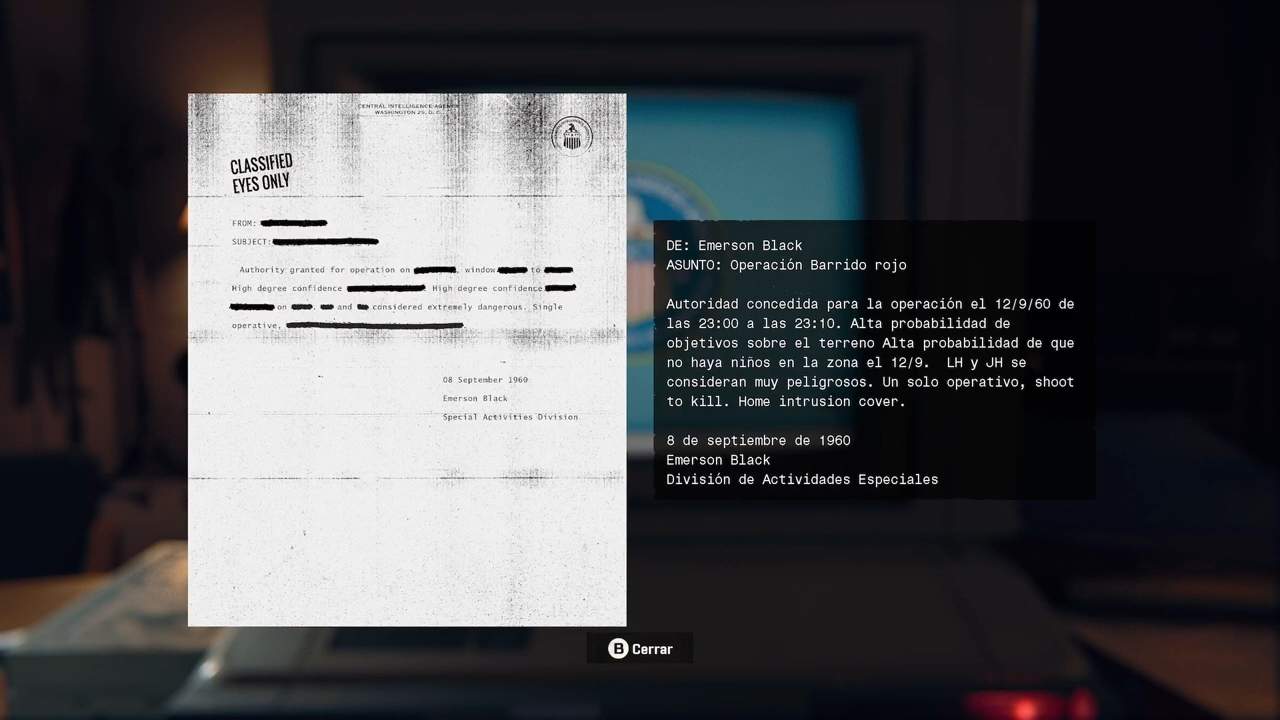 CENTRAL INTELLIGENCE AGENCY
WASHINGTON 25, D. C.
CLASSIFIED
EYES ONLY
FROM:
SUBJECT:
Authority granted for operation on , window to
High degree confidence . High degree confidence
on , and considered extremely dangerous. Single
operative,
08 September 1960
Emerson Black
Special Activities Division
DE: Emerson Black
ASUNTO: Operación Barrido rojo
Autoridad concedida para la operación el 12/9/60 de
las 23:00 a las 23:10. Alta probabilidad de
objetivos sobre el terreno Alta probabilidad de que
no haya niños en la zona el 12/9.  LH y JH se
consideran muy peligrosos. Un solo operativo, shoot
to kill. Home intrusion cover.
8 de septiembre de 1960
Emerson Black
División de Actividades Especiales
B Cerrar